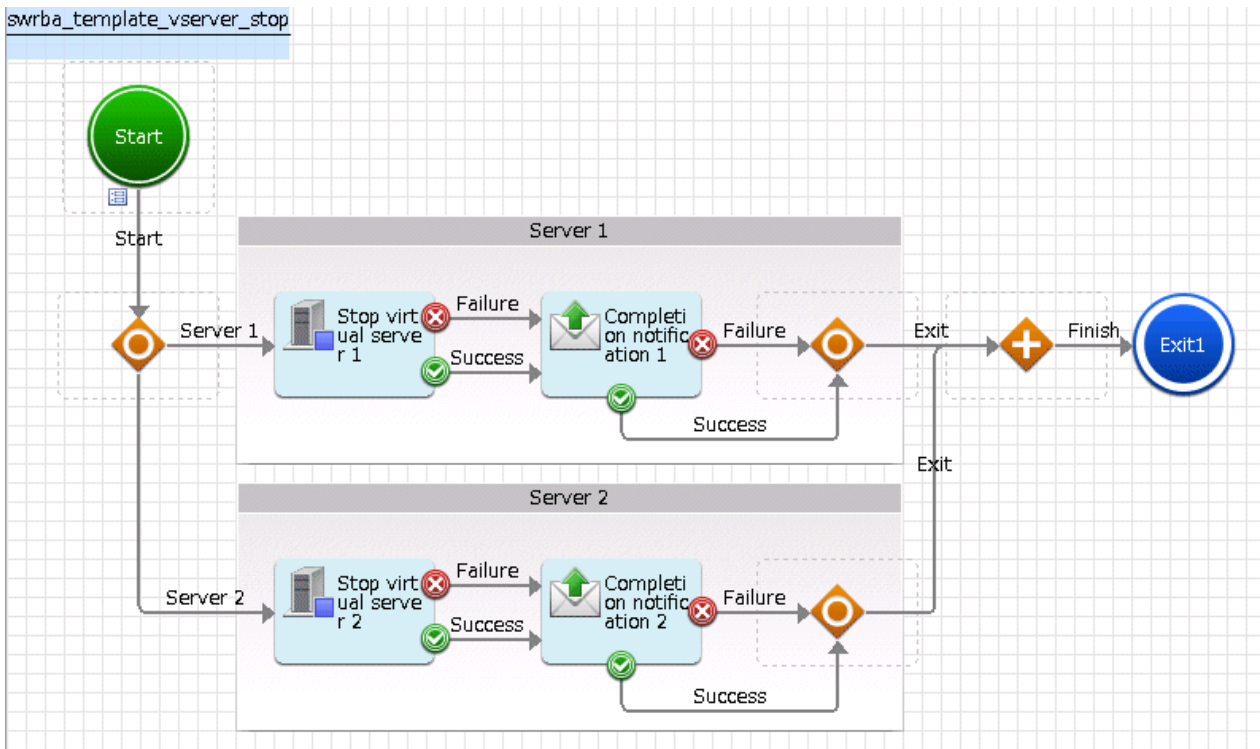 swrba_template_vserver_stop
Start
Start
Server 1
Server 1
Stop virt
ual serve
r 1
Failure
Success
Completi
on notific
ation 1
Failure
Success
Exit
Finish
Exit1
Exit
Server 2
Server 2
Stop virt
ual serve
r 2
Failure
Success
Completi
on notific
ation 2
Failure
Success